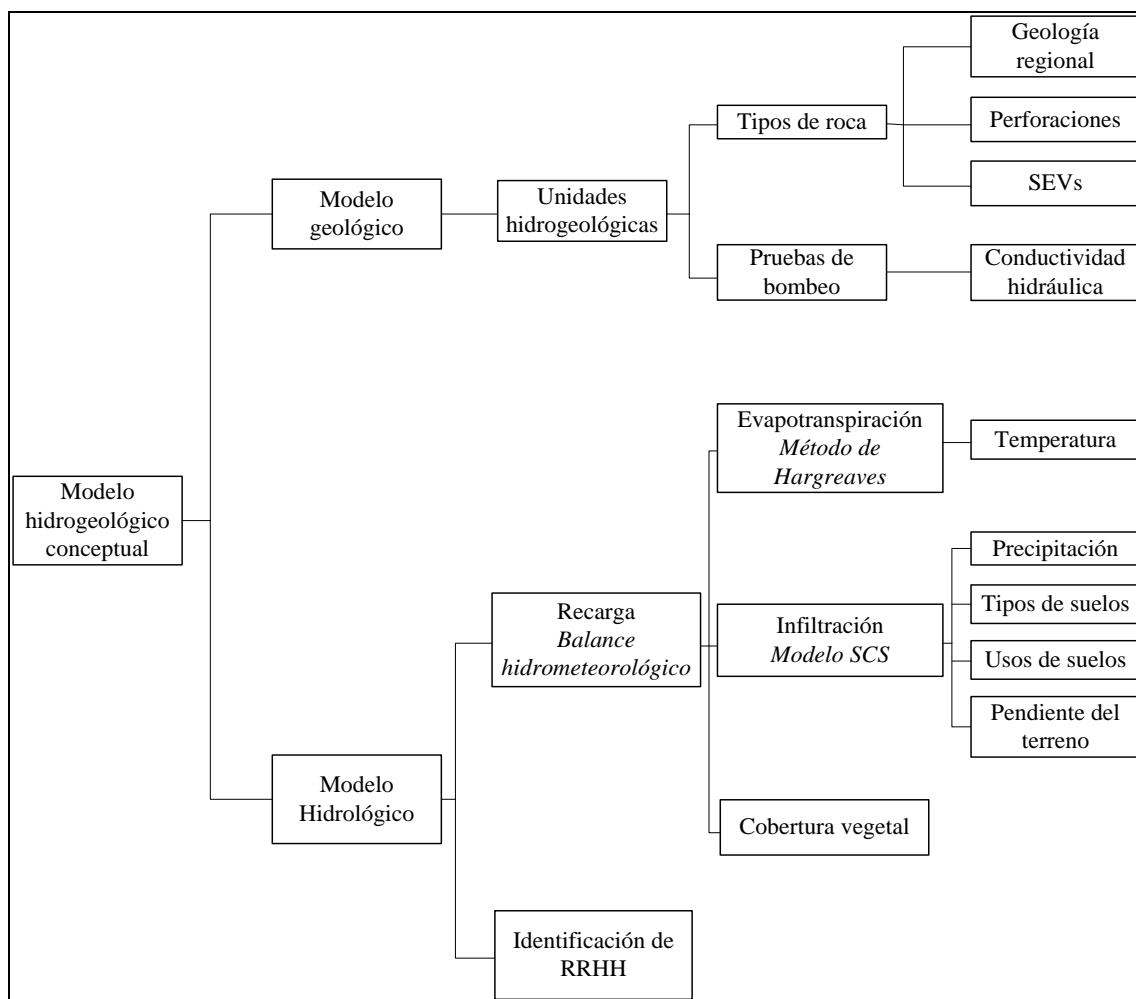 Geología
regional
Tipos de roca
Perforaciones
SEVs
Modelo
geológico
Unidades
hidrogeológicas
Pruebas de
bombeo
Conductividad
hidráulica
Evapotranspiración
Método de
Hargreaves
Temperatura
Modelo
hidrogeológico
conceptual
Precipitación
Tipos de suelos
Recarga
Balance
hidrometeorológico
Infiltración
Modelo SCS
Usos de suelos
Pendiente del
terreno
Modelo
Hidrológico
Cobertura vegetal
Identificación de
RRHH